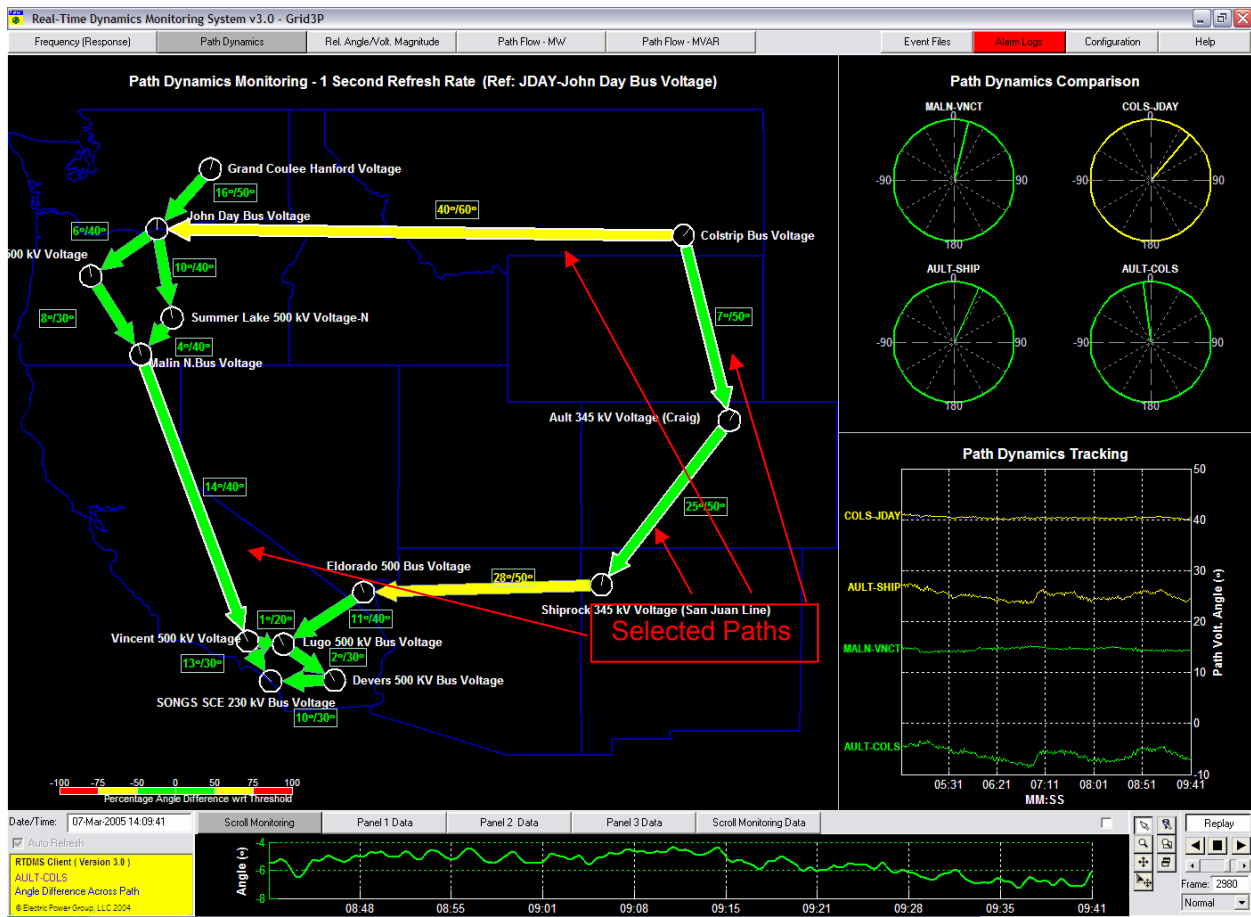 Real-Time Dynamics Monitoring System v3.0 - Grid3P
Frequency (Response) Path Dynamics Rel. Angle/Volt. Magnitude Path Flow - MW Path Flow - MVAR Event Files Alarm Logs Configuration Help
Path Dynamics Monitoring - 1 Second Refresh Rate (Ref: JDAY-John Day Bus Voltage)
Grand Coulee Hanford Voltage
16º/50º
John Day Bus Voltage
40º/60º
6º/40º
Colstrip Bus Voltage
500 kV Voltage
10º/40º
8º/30º
Summer Lake 500 kV Voltage-N
7º/50º
4º/40º
Malin N.Bus Voltage
Ault 345 kV Voltage (Craig)
14º/40º
25º/50º
Eldorado 500 Bus Voltage
28º/50º
Shiprock 345 kV Voltage (San Juan Line)
1º/20º
11º/40º
Selected Paths
Vincent 500 kV Voltage
Lugo 500 kV Bus Voltage
13º/30º
2º/30º
Devers 500 KV Bus Voltage
SONGS SCE 230 kV Bus Voltage
10º/30º
-100 -75 -50 0 50 75 100
Percentage Angle Difference wrt Threshold
Path Dynamics Comparison
MALN-VNCT
0
-90
90
180
COLS-JDAY
0
-90
90
180
AULT-SHIP
0
-90
90
180
AULT-COLS
0
-90
90
180
Path Dynamics Tracking
50
COLS-JDAY
40
30
AULT-SHIP
20
MALN-VNCT
10
0
AULT-COLS
-10
Path Volt. Angle (º)
05:31 06:21 07:11 08:01 08:51 09:41
MM:SS
Date/Time: 07-Mar-2005 14:09:41
Auto Refresh
RTDMS Client ( Version 3.0 )
AULT-COLS
Angle Difference Across Path
© Electric Power Group, LLC 2004
Scroll Monitoring Panel 1 Data Panel 2 Data Panel 3 Data Scroll Monitoring Data
Angle (º)
-4
-6
-8
08:48 08:55 09:01 09:08 09:15 09:21 09:28 09:35 09:41
Replay
Frame: 2980
Normal